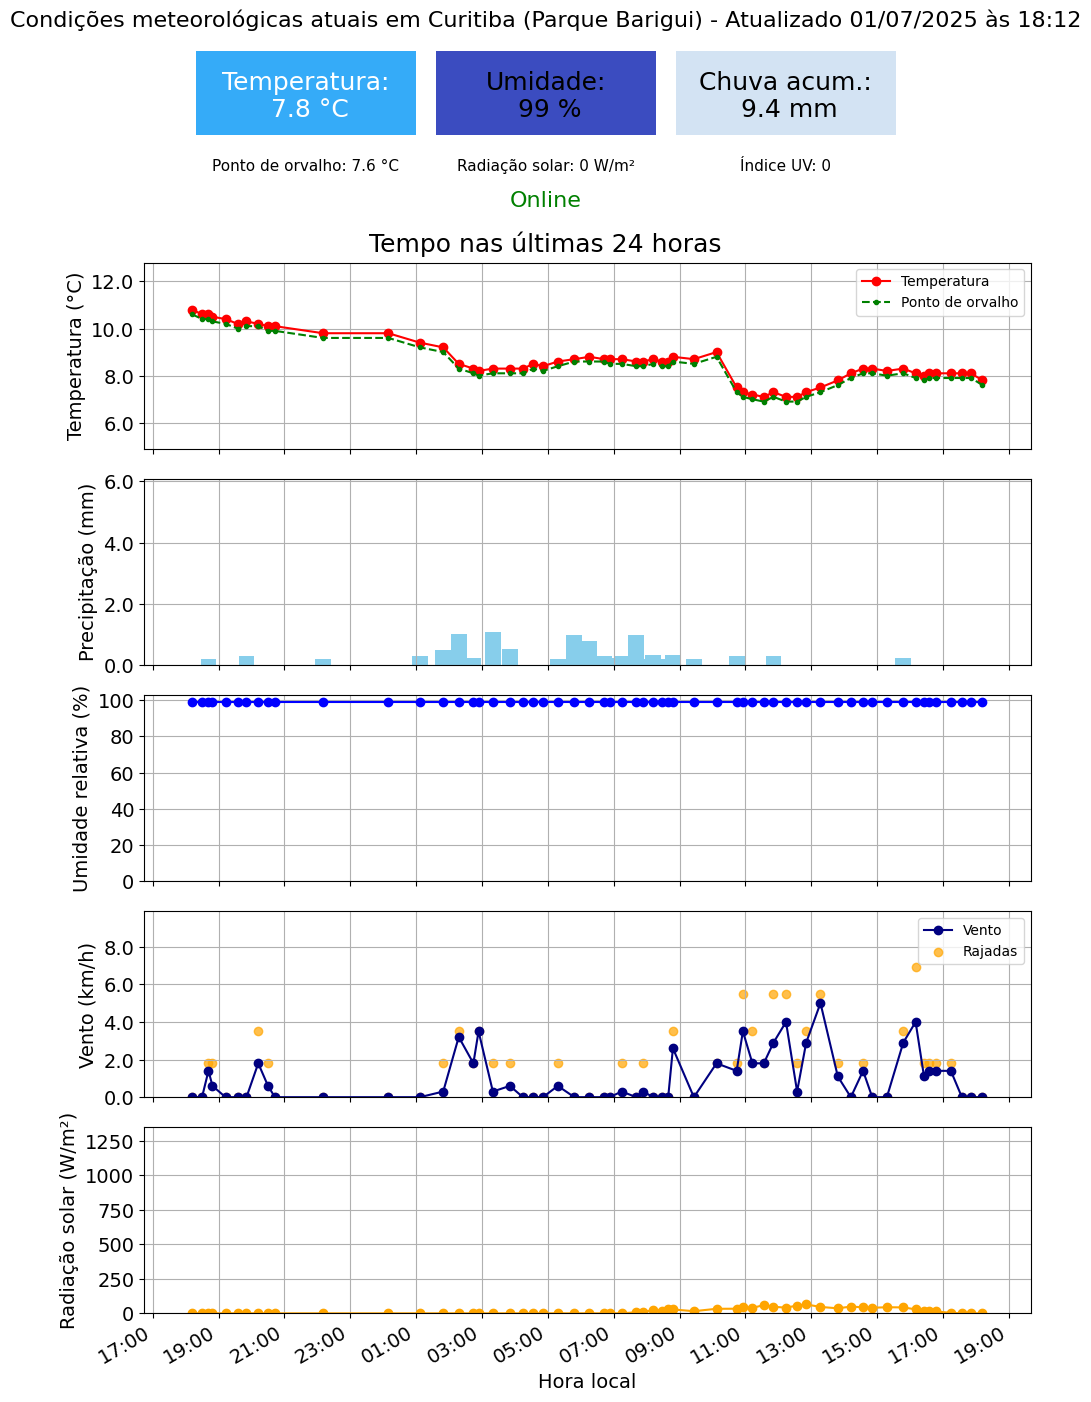 Condições meteorológicas atuais em Curitiba (Parque Barigui) - Atualizado 01/07/2025 às 18:12
Temperatura:
7.8 °C
Umidade:
99 %
Chuva acum.:
9.4 mm
Ponto de orvalho: 7.6 °C
Radiação solar: 0 W/m²
Índice UV: 0
Online
Tempo nas últimas 24 horas
Temperatura (°C)
12.0
10.0
8.0
6.0
Temperatura
Ponto de orvalho
Precipitação (mm)
6.0
4.0
2.0
0.0
Umidade relativa (%)
100
80
60
40
20
0
Vento (km/h)
8.0
6.0
4.0
2.0
0.0
Vento
Rajadas
Radiação solar (W/m²)
1250
1000
750
500
250
0
17:00
19:00
21:00
23:00
01:00
03:00
05:00
07:00
09:00
11:00
13:00
15:00
17:00
19:00
Hora local